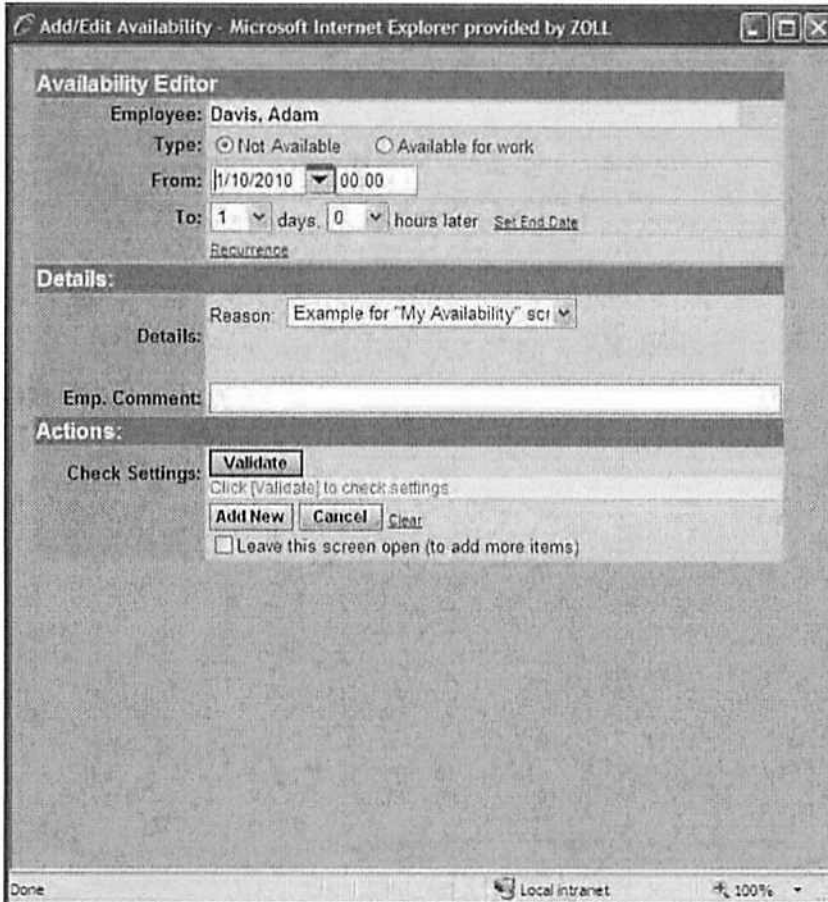 Add/Edit Availability - Microsoft Internet Explorer provided by ZOLL
Availability Editor
Employee: Davis, Adam
Type: Not Available Available for work
From: 1/10/2010 00:00
To: 1 days, 0 hours later Set End Date
Recurrence
Details:
Reason: Example for "My Availability" scr
Details:
Emp. Comment:
Actions:
Check Settings: Validate
Click [Validate] to check settings
Add New Cancel Clear
Leave this screen open (to add more items)
Done Local intranet 100%